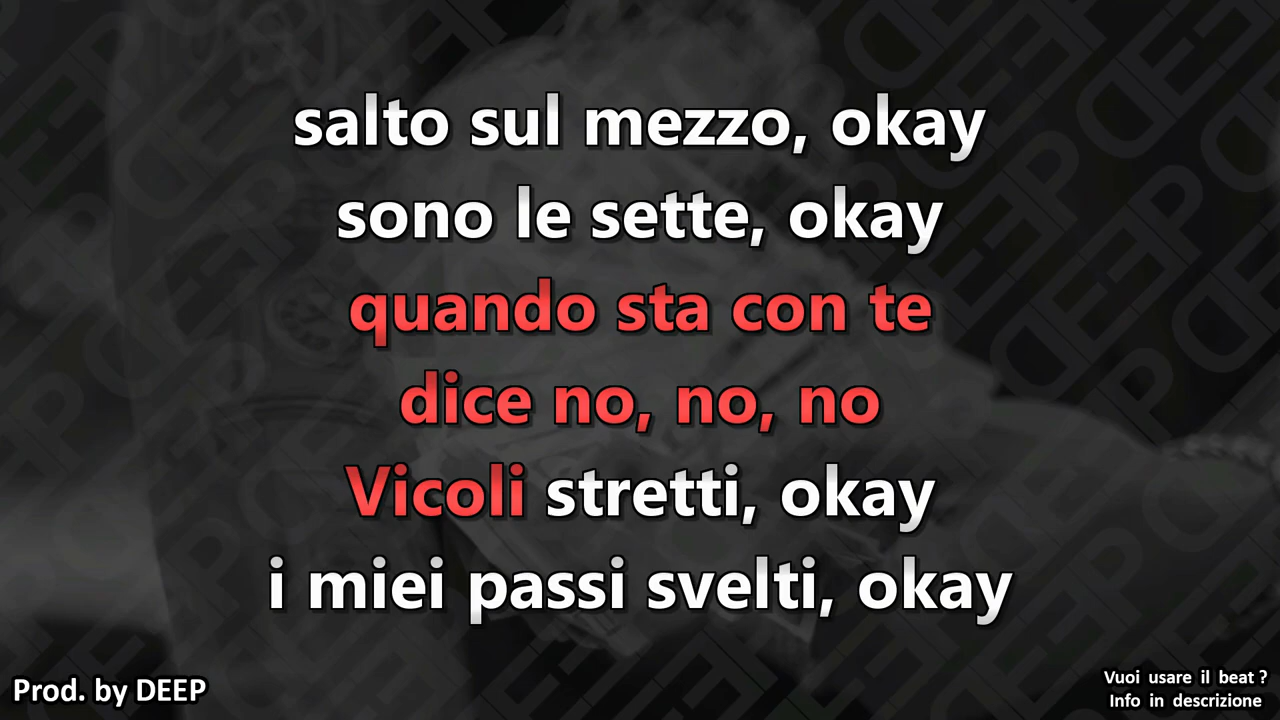 salto sul mezzo, okay
sono le sette, okay
quando sta con te
dice no, no, no
Vicoli stretti, okay
i miei passi svelti, okay
Prod. by DEEP
Vuoi usare il beat ?
Info in descrizione